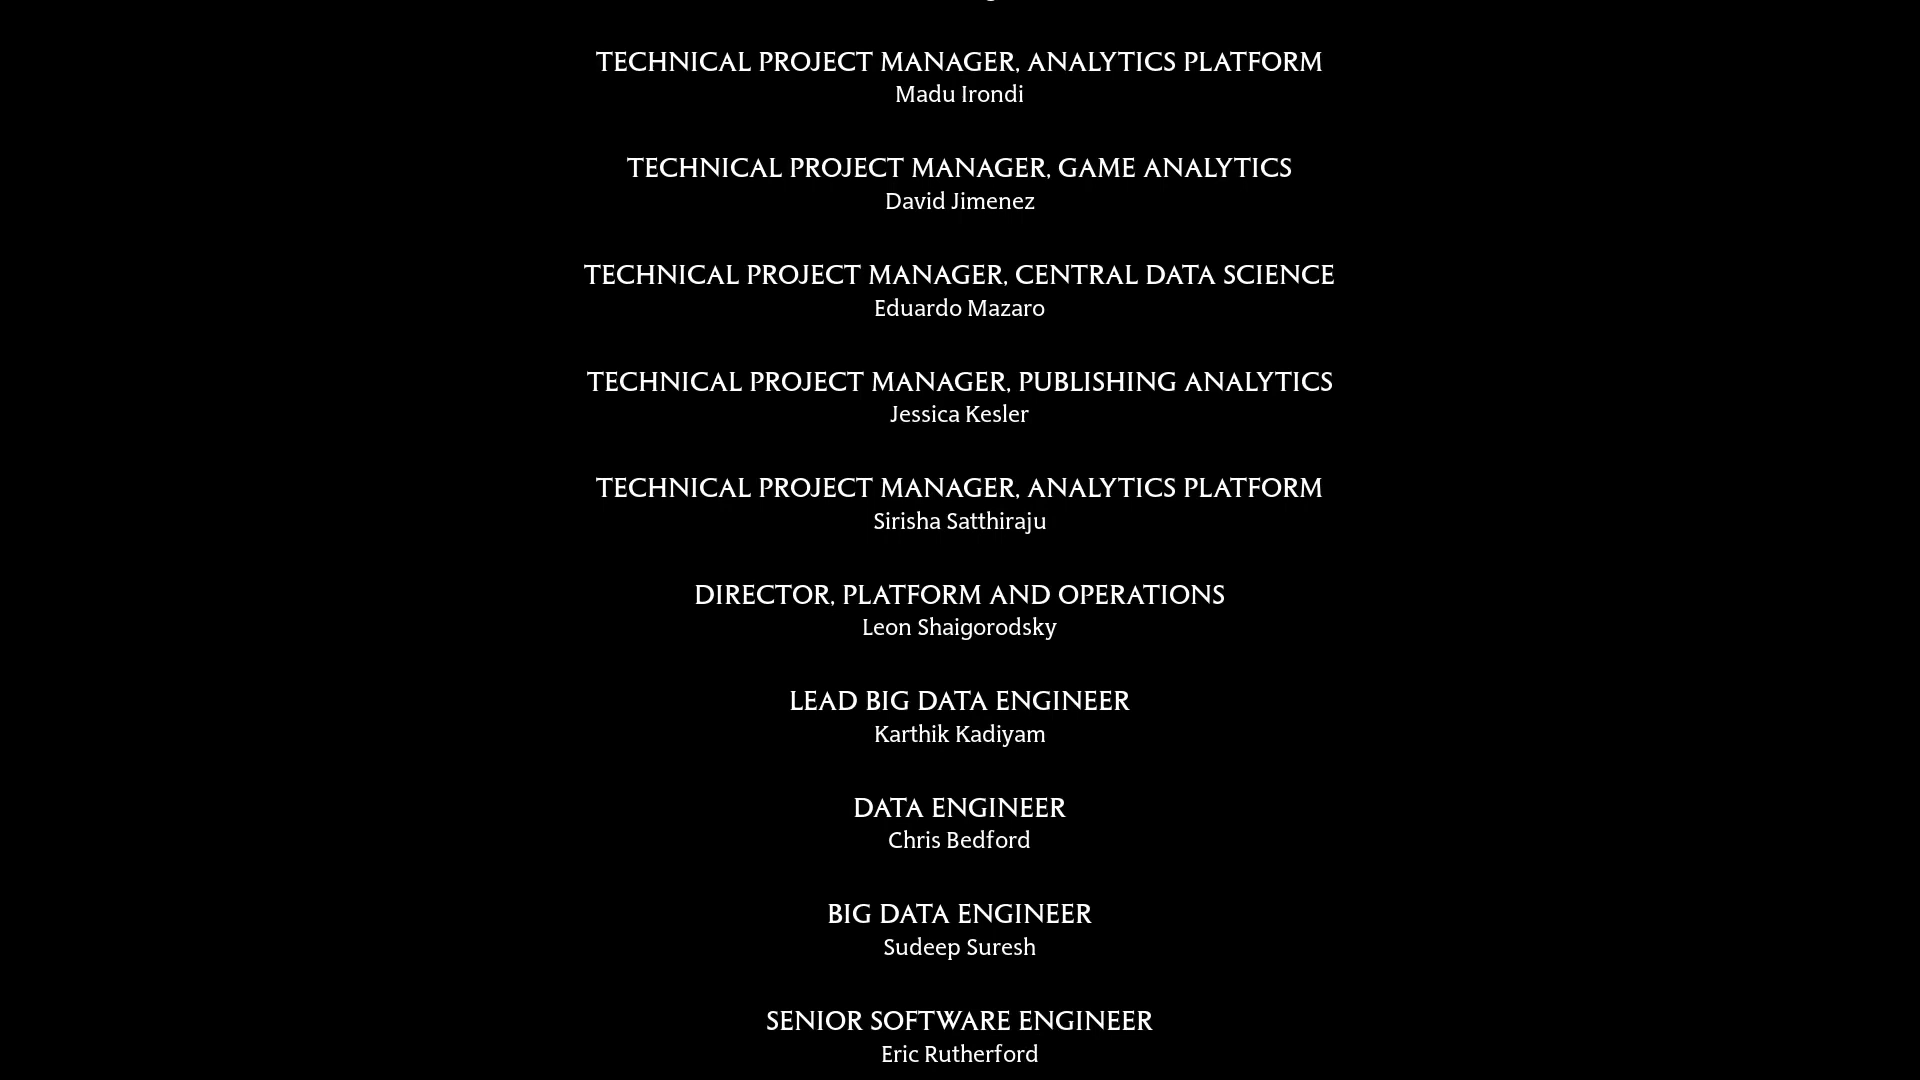 TECHNICAL PROJECT MANAGER, ANALYTICS PLATFORM
Madu Irondi
TECHNICAL PROJECT MANAGER, GAME ANALYTICS
David Jimenez
TECHNICAL PROJECT MANAGER, CENTRAL DATA SCIENCE
Eduardo Mazaro
TECHNICAL PROJECT MANAGER, PUBLISHING ANALYTICS
Jessica Kesler
TECHNICAL PROJECT MANAGER, ANALYTICS PLATFORM
Sirisha Satthiraju
DIRECTOR, PLATFORM AND OPERATIONS
Leon Shaigorodsky
LEAD BIG DATA ENGINEER
Karthik Kadiyam
DATA ENGINEER
Chris Bedford
BIG DATA ENGINEER
Sudeep Suresh
SENIOR SOFTWARE ENGINEER
Eric Rutherford